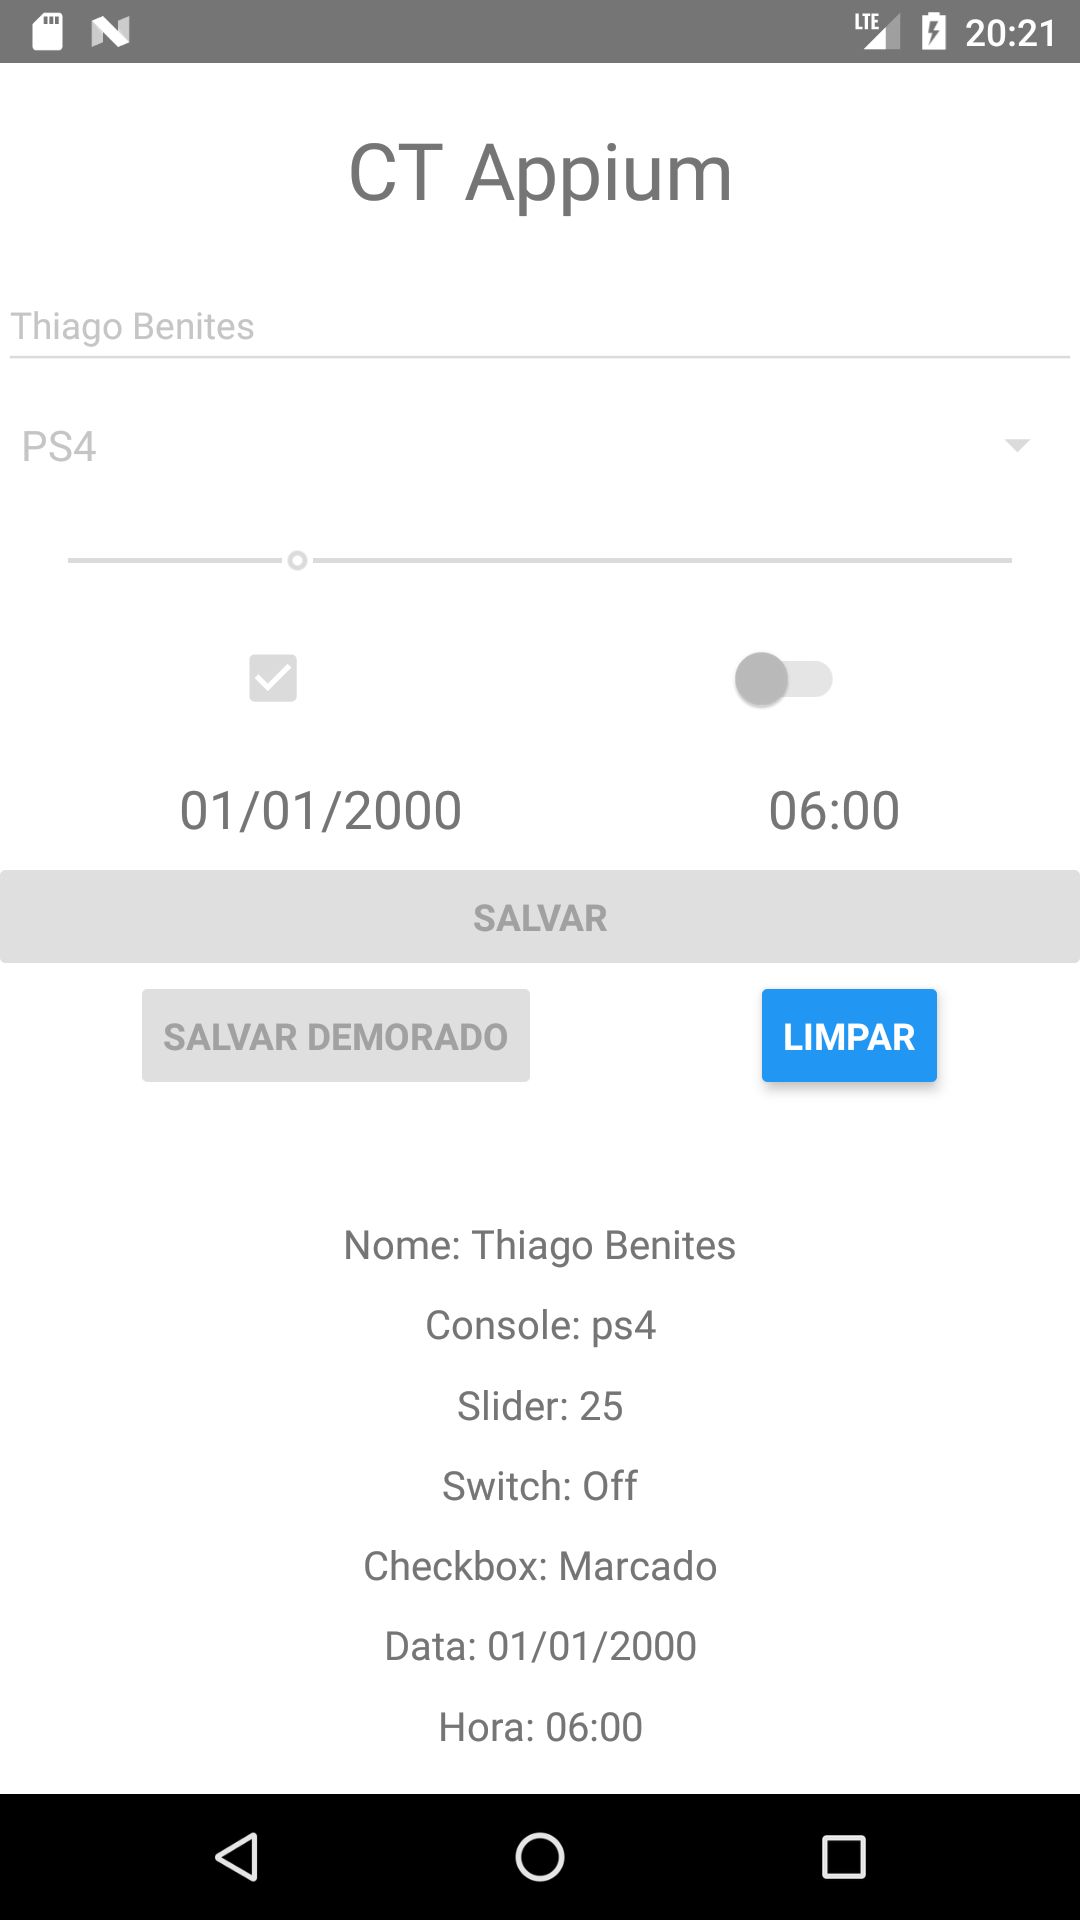 LTE 20:21
CT Appium
Thiago Benites
PS4
01/01/2000 06:00
SALVAR
SALVAR DEMORADO LIMPAR
Nome: Thiago Benites
Console: ps4
Slider: 25
Switch: Off
Checkbox: Marcado
Data: 01/01/2000
Hora: 06:00